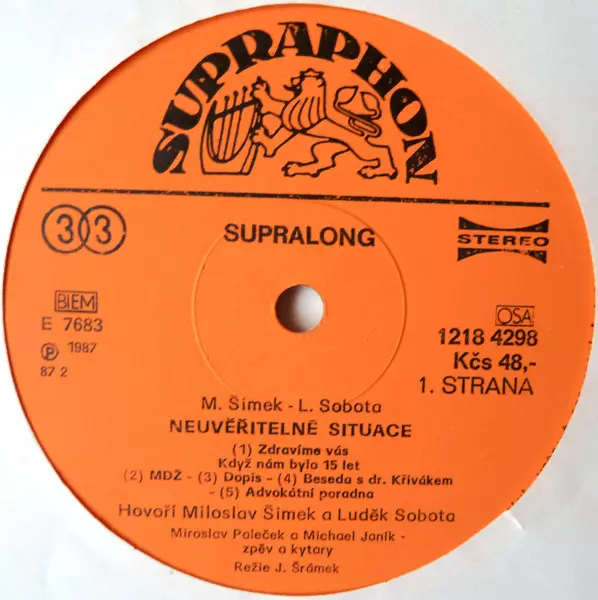 SUPRAPHON
33
SUPRALONG
STEREO
BIEM
E 7683
Ⓟ 1987
87 2
OSA
1218 4298
Kčs 48,-
1. STRANA
M. Šimek - L. Sobota
NEUVĚŘITELNÉ SITUACE
(1) Zdravíme vás
Když nám bylo 15 let
(2) MDŽ - (3) Dopis - (4) Beseda s dr. Křivákem
- (5) Advokátní poradna
Hovoří Miloslav Šimek a Luděk Sobota
Miroslav Paleček a Michael Janík -
zpěv a kytary
Režie J. Šrámek